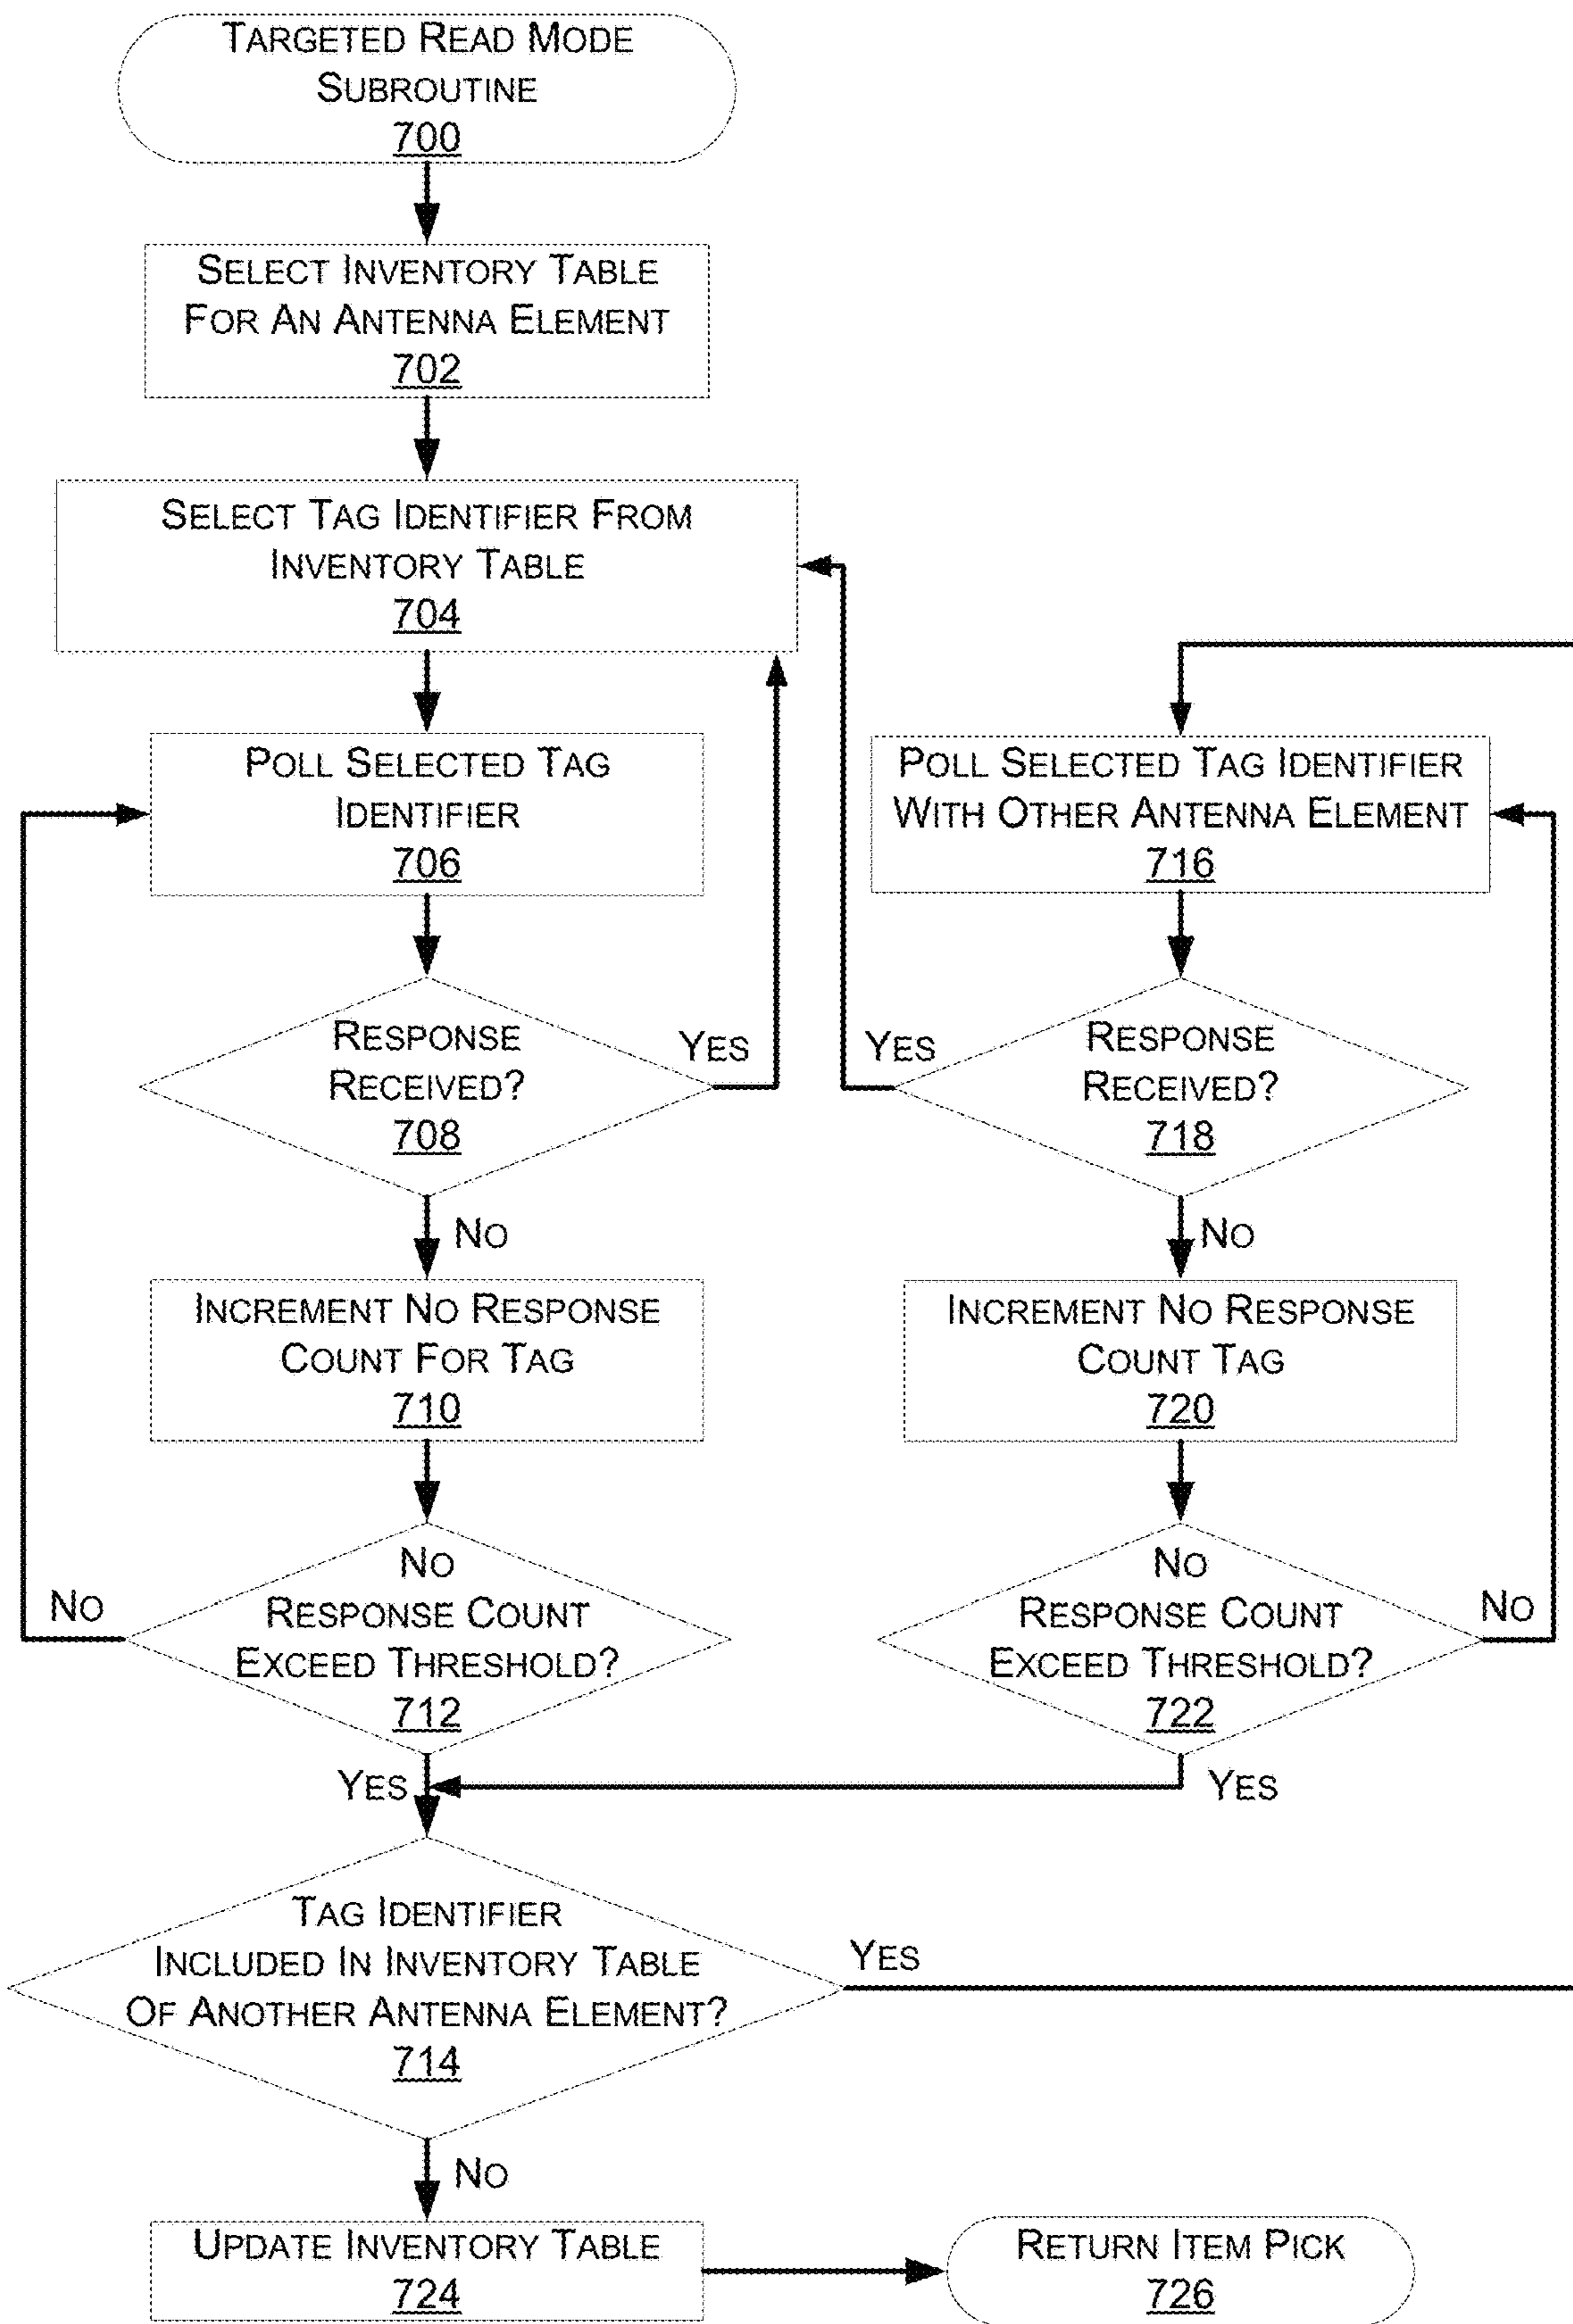 TARGETED READ MODE
SUBROUTINE
700
SELECT INVENTORY TABLE
FOR AN ANTENNA ELEMENT
702
SELECT TAG IDENTIFIER FROM
INVENTORY TABLE
704
POLL SELECTED TAG
IDENTIFIER
706
RESPONSE
RECEIVED?
708
YES
NO
INCREMENT NO RESPONSE
COUNT FOR TAG
710
NO
RESPONSE COUNT
EXCEED THRESHOLD?
712
NO
YES
POLL SELECTED TAG IDENTIFIER
WITH OTHER ANTENNA ELEMENT
716
RESPONSE
RECEIVED?
718
YES
NO
INCREMENT NO RESPONSE
COUNT TAG
720
NO
RESPONSE COUNT
EXCEED THRESHOLD?
722
NO
YES
TAG IDENTIFIER
INCLUDED IN INVENTORY TABLE
OF ANOTHER ANTENNA ELEMENT?
714
YES
NO
UPDATE INVENTORY TABLE
724
RETURN ITEM PICK
726